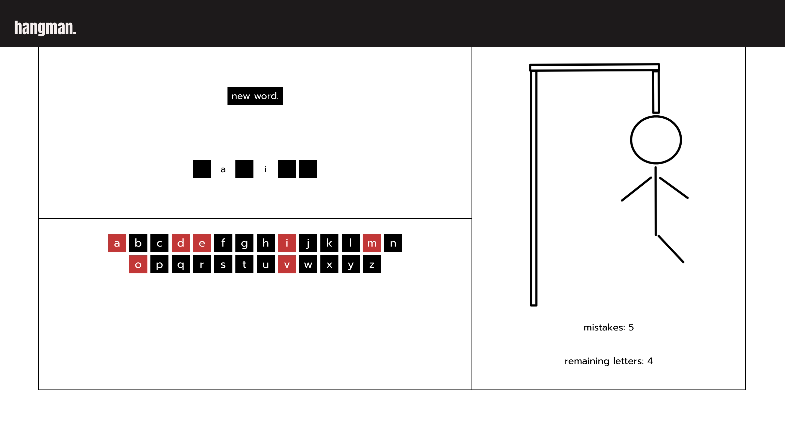 hangman.
new word.
a i
a b c d e f g h i j k l m n
o p q r s t u v w x y z
mistakes: 5
remaining letters: 4